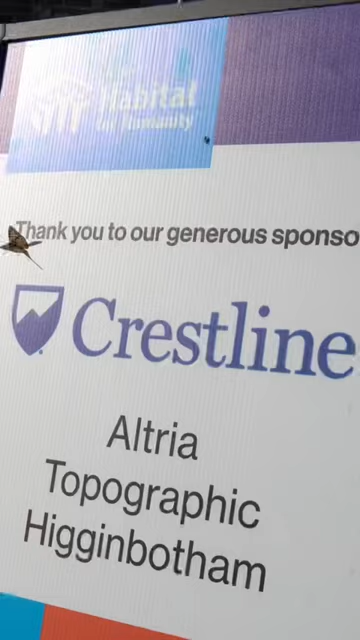 Habitat
for Humanity
Thank you to our generous sponso
Crestline
Altria
Topographic
Higginbotham